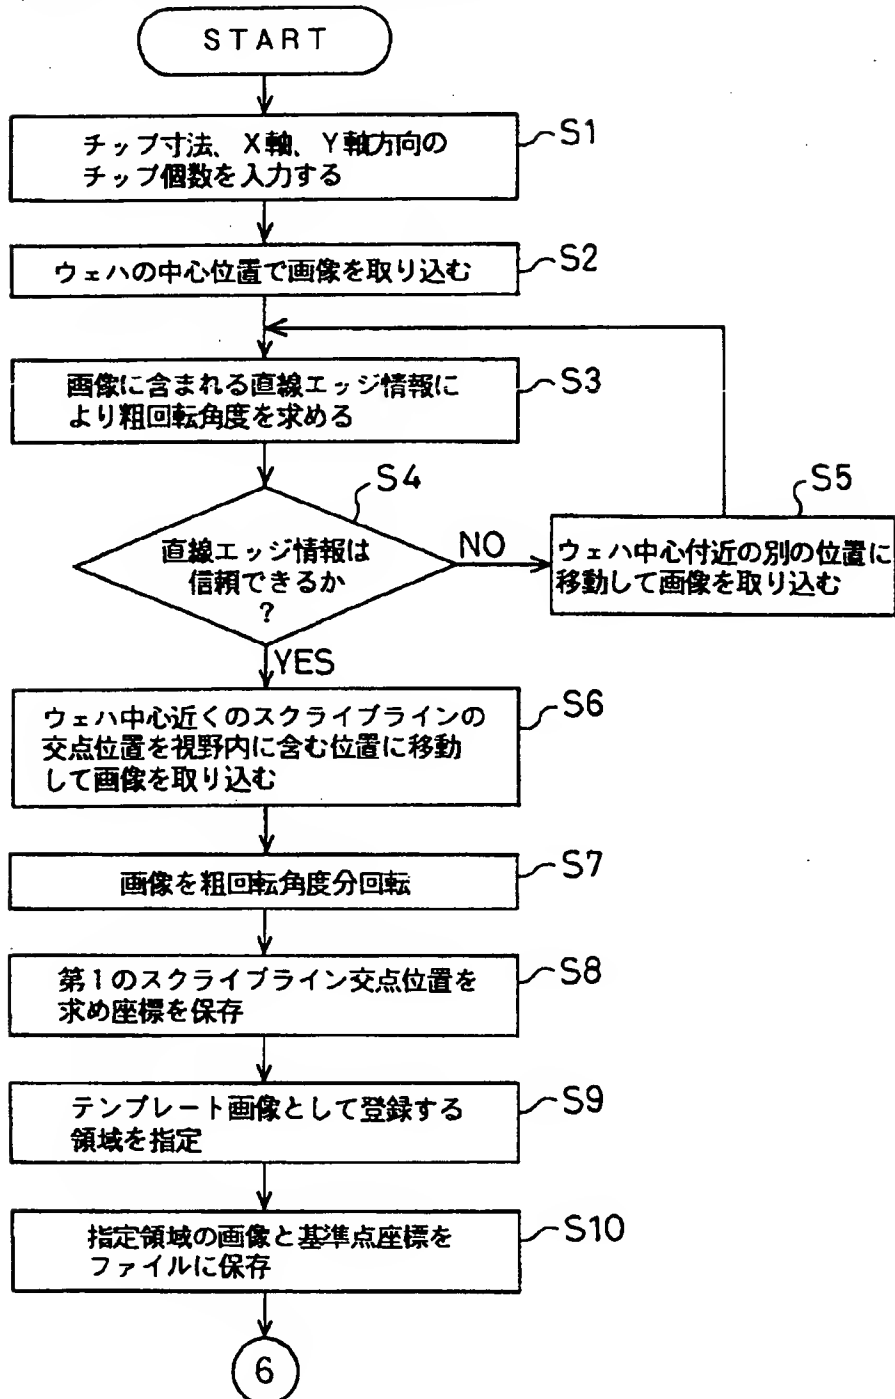 START
チップ寸法、X軸、Y軸方向の
チップ個数を入力する
S1
ウェハの中心位置で画像を取り込む
S2
画像に含まれる直線エッジ情報に
より粗回転角度を求める
S3
S4
直線エッジ情報は
信頼できるか
?
NO
S5
ウェハ中心付近の別の位置に
移動して画像を取り込む
YES
ウェハ中心近くのスクライブラインの
交点位置を視野内に含む位置に移動
して画像を取り込む
S6
画像を粗回転角度分回転
S7
第1のスクライブライン交点位置を
求め座標を保存
S8
テンプレート画像として登録する
領域を指定
S9
指定領域の画像と基準点座標を
ファイルに保存
S10
6